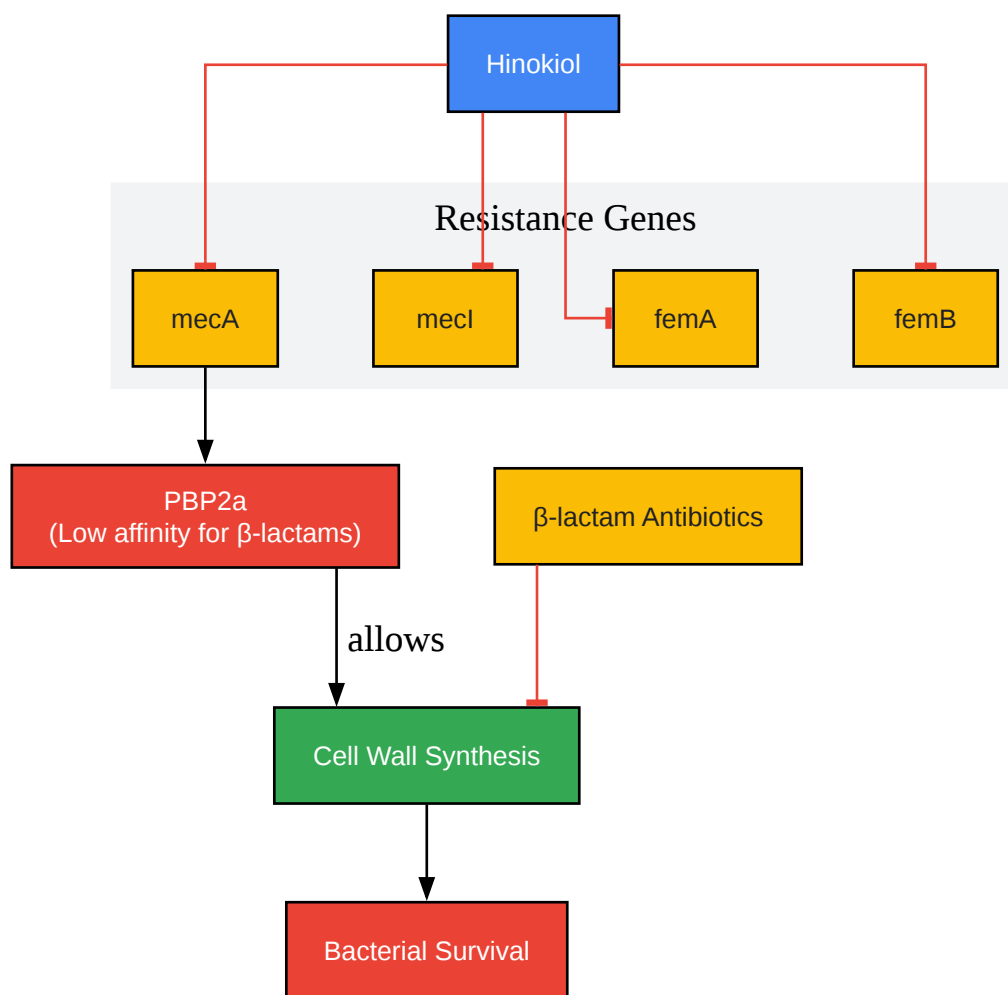 Hinokiol
Resistance Genes
mecA
mecI
femA
femB
PBP2a
(Low affinity for β-lactams)
β-lactam Antibiotics
allows
Cell Wall Synthesis
Bacterial Survival